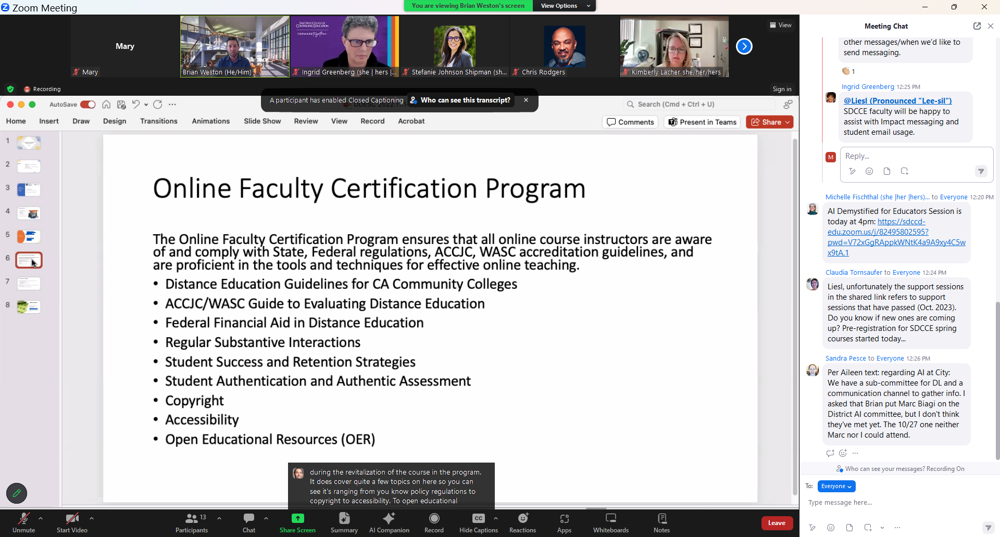 Zoom Meeting
You are viewing Brian Weston's screen
View Options
Mary
Mary
Brian Weston (He/Him)
SAN DIEGO COLLEGE OF
CONTINUING EDUCATION
FORWARDtogether
Ingrid Greenberg (she | hers |...
Stefanie Johnson Shipman (sh...
Chris Rodgers
Kimberly Lacher she/her/hers
View
Recording
Sign in
A participant has enabled Closed Captioning
Who can see this transcript?
AutoSave
Search (Cmd + Ctrl + U)
Home Insert Draw Design Transitions Animations Slide Show Review View Record Acrobat
Comments
Present in Teams
Share
1
2
3
4
5
6
7
8
Online Faculty Certification Program
The Online Faculty Certification Program ensures that all online course instructors are aware
of and comply with State, Federal regulations, ACCJC, WASC accreditation guidelines, and
are proficient in the tools and techniques for effective online teaching.
• Distance Education Guidelines for CA Community Colleges
• ACCJC/WASC Guide to Evaluating Distance Education
• Federal Financial Aid in Distance Education
• Regular Substantive Interactions
• Student Success and Retention Strategies
• Student Authentication and Authentic Assessment
• Copyright
• Accessibility
• Open Educational Resources (OER)
during the revitalization of the course in the program.
It does cover quite a few topics on here so you can
see it's ranging from you know policy regulations to
copyright to accessibility. To open educational
Unmute
Start Video
13
Participants
Chat
Share Screen
Summary
AI Companion
Record
CC
Hide Captions
Reactions
Apps
Whiteboards
Notes
Leave
Meeting Chat
other messages/when we'd like to
send messaging.
1
Ingrid Greenberg 12:25 PM
@Liesl (Pronounced "Lee-sil")
SDCCE faculty will be happy to
assist with Impact messaging and
student email usage.
M
Reply...
Michelle Fischthal (she |her |hers)... to Everyone 12:20 PM
AI Demystified for Educators Session is
today at 4pm: https://sdccd-
edu.zoom.us/j/82495802595?
pwd=V72xGgRAppkWNtK4a9A9xy4C5w
x9tA.1
Claudia Tornsaufer to Everyone 12:24 PM
Liesl, unfortunately the support sessions
in the shared link refers to support
sessions that have passed (Oct. 2023).
Do you know if new ones are coming
up? Pre-registration for SDCCE spring
courses started today...
Sandra Pesce to Everyone 12:26 PM
Per Aileen text: regarding AI at City:
We have a sub-committee for DL and a
communication channel to gather info. I
asked that Brian put Marc Biagi on the
District AI committee, but I don't think
they've met yet. The 10/27 one neither
Marc nor I could attend.
Who can see your messages? Recording On
To: Everyone
Type message here...